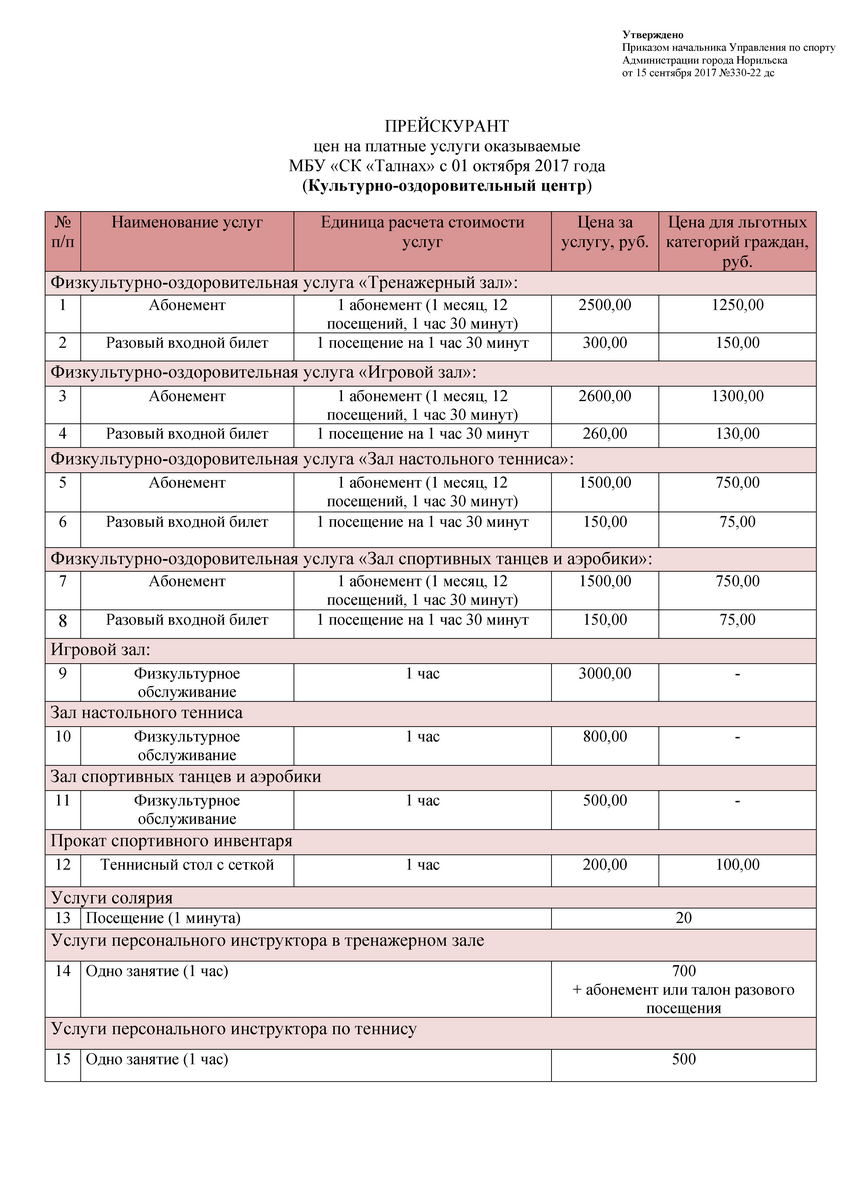 Утверждено
Приказом начальника Управления по спорту
Администрации города Норильска
от 15 сентября 2017 №330-22 дс
ПРЕЙСКУРАНТ
цен на платные услуги оказываемые
МБУ «СК «Талнах» с 01 октября 2017 года
(Культурно-оздоровительный центр)
№ п/п Наименование услуг Единица расчета стоимости услуг Цена за услугу, руб. Цена для льготных категорий граждан, руб.
Физкультурно-оздоровительная услуга «Тренажерный зал»:
1 Абонемент 1 абонемент (1 месяц, 12 2500,00 1250,00
посещений, 1 час 30 минут)
2 Разовый входной билет 1 посещение на 1 час 30 минут 300,00 150,00
Физкультурно-оздоровительная услуга «Игровой зал»:
3 Абонемент 1 абонемент (1 месяц, 12 2600,00 1300,00
посещений, 1 час 30 минут)
4 Разовый входной билет 1 посещение на 1 час 30 минут 260,00 130,00
Физкультурно-оздоровительная услуга «Зал настольного тенниса»:
5 Абонемент 1 абонемент (1 месяц, 12 1500,00 750,00
посещений, 1 час 30 минут)
6 Разовый входной билет 1 посещение на 1 час 30 минут 150,00 75,00
Физкультурно-оздоровительная услуга «Зал спортивных танцев и аэробики»:
7 Абонемент 1 абонемент (1 месяц, 12 1500,00 750,00
посещений, 1 час 30 минут)
8 Разовый входной билет 1 посещение на 1 час 30 минут 150,00 75,00
Игровой зал:
9 Физкультурное 1 час 3000,00 -
обслуживание
Зал настольного тенниса
10 Физкультурное 1 час 800,00 -
обслуживание
Зал спортивных танцев и аэробики
11 Физкультурное 1 час 500,00 -
обслуживание
Прокат спортивного инвентаря
12 Теннисный стол с сеткой 1 час 200,00 100,00
Услуги солярия
13 Посещение (1 минута) 20
Услуги персонального инструктора в тренажерном зале
14 Одно занятие (1 час) 700
+ абонемент или талон разового
посещения
Услуги персонального инструктора по теннису
15 Одно занятие (1 час) 500